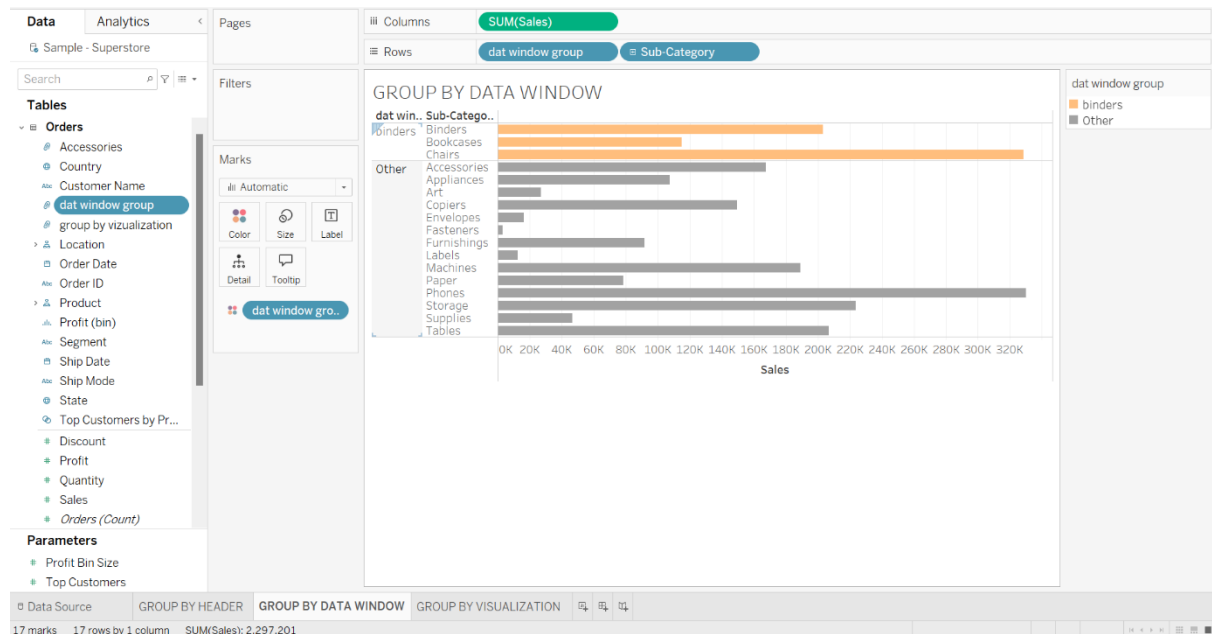 Data Analytics
Sample - Superstore
Search
Tables
Orders
Accessories
Country
Abc Customer Name
dat window group
group by vizualization
Location
Order Date
Abc Order ID
Product
Profit (bin)
Abc Segment
Ship Date
Abc Ship Mode
State
Top Customers by Pr...
# Discount
# Profit
# Quantity
# Sales
# Orders (Count)
Parameters
# Profit Bin Size
# Top Customers
Pages
Filters
Marks
Automatic
Color Size Label
Detail Tooltip
dat window gro..
Columns SUM(Sales)
Rows dat window group Sub-Category
GROUP BY DATA WINDOW
dat win.. Sub-Catego..
binders Binders
Bookcases
Chairs
Other Accessories
Appliances
Art
Copiers
Envelopes
Fasteners
Furnishings
Labels
Machines
Paper
Phones
Storage
Supplies
Tables
0K 20K 40K 60K 80K 100K 120K 140K 160K 180K 200K 220K 240K 260K 280K 300K 320K
Sales
dat window group
binders
Other
Data Source GROUP BY HEADER GROUP BY DATA WINDOW GROUP BY VISUALIZATION
17 marks 17 rows by 1 column SUM(Sales): 2,297,201